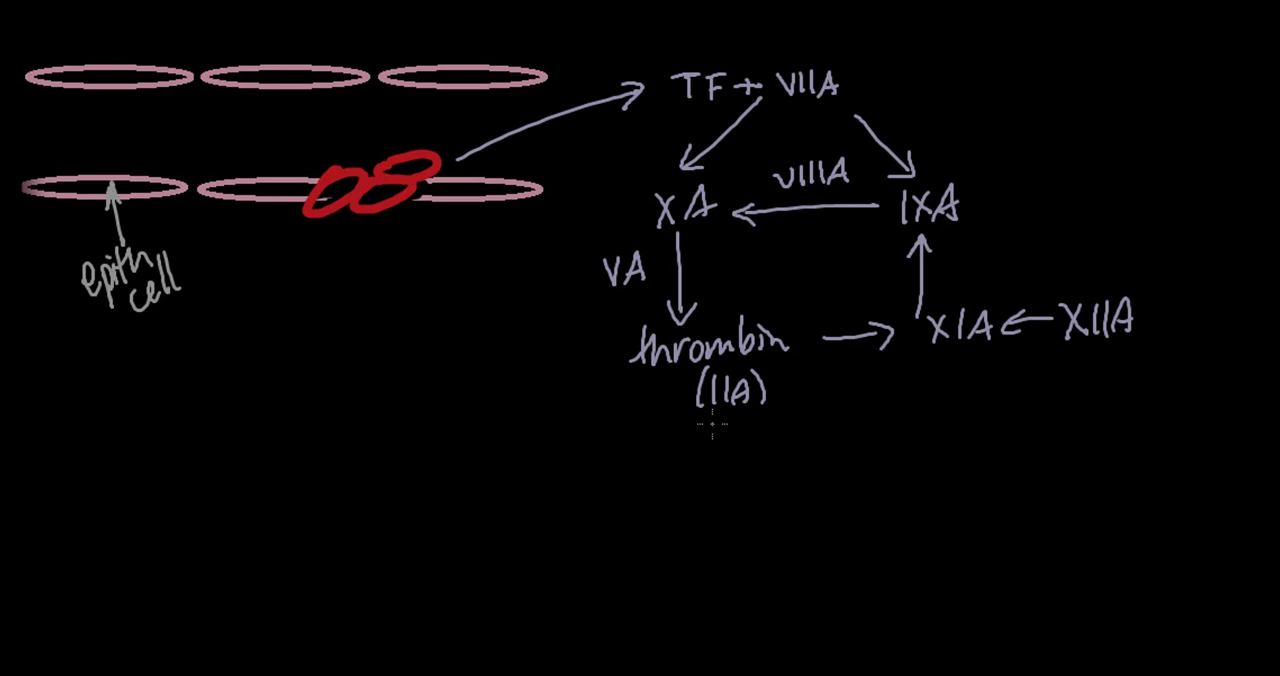 TF + VIIA
VIIIA
XA
IXA
VA
epith
cell
thrombin
XIA
XIIA
(IIA)